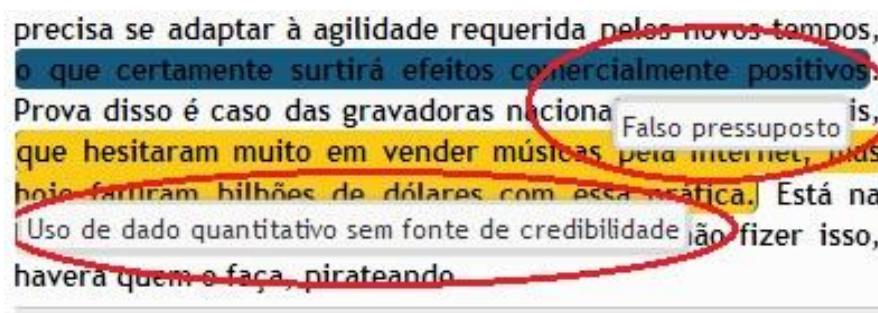 precisa se adaptar à agilidade requerida pelos novos tempos,
o que certamente surtirá efeitos comercialmente positivos.
Prova disso é caso das gravadoras is,
Falso pressuposto
que hesitaram muito em vender músicas pela internet, mas
hoje faturam bilhões de dólares com essa prática. Está na
Uso de dado quantitativo sem fonte de credibilidade não fizer isso,
haverá quem o faça, pirateando